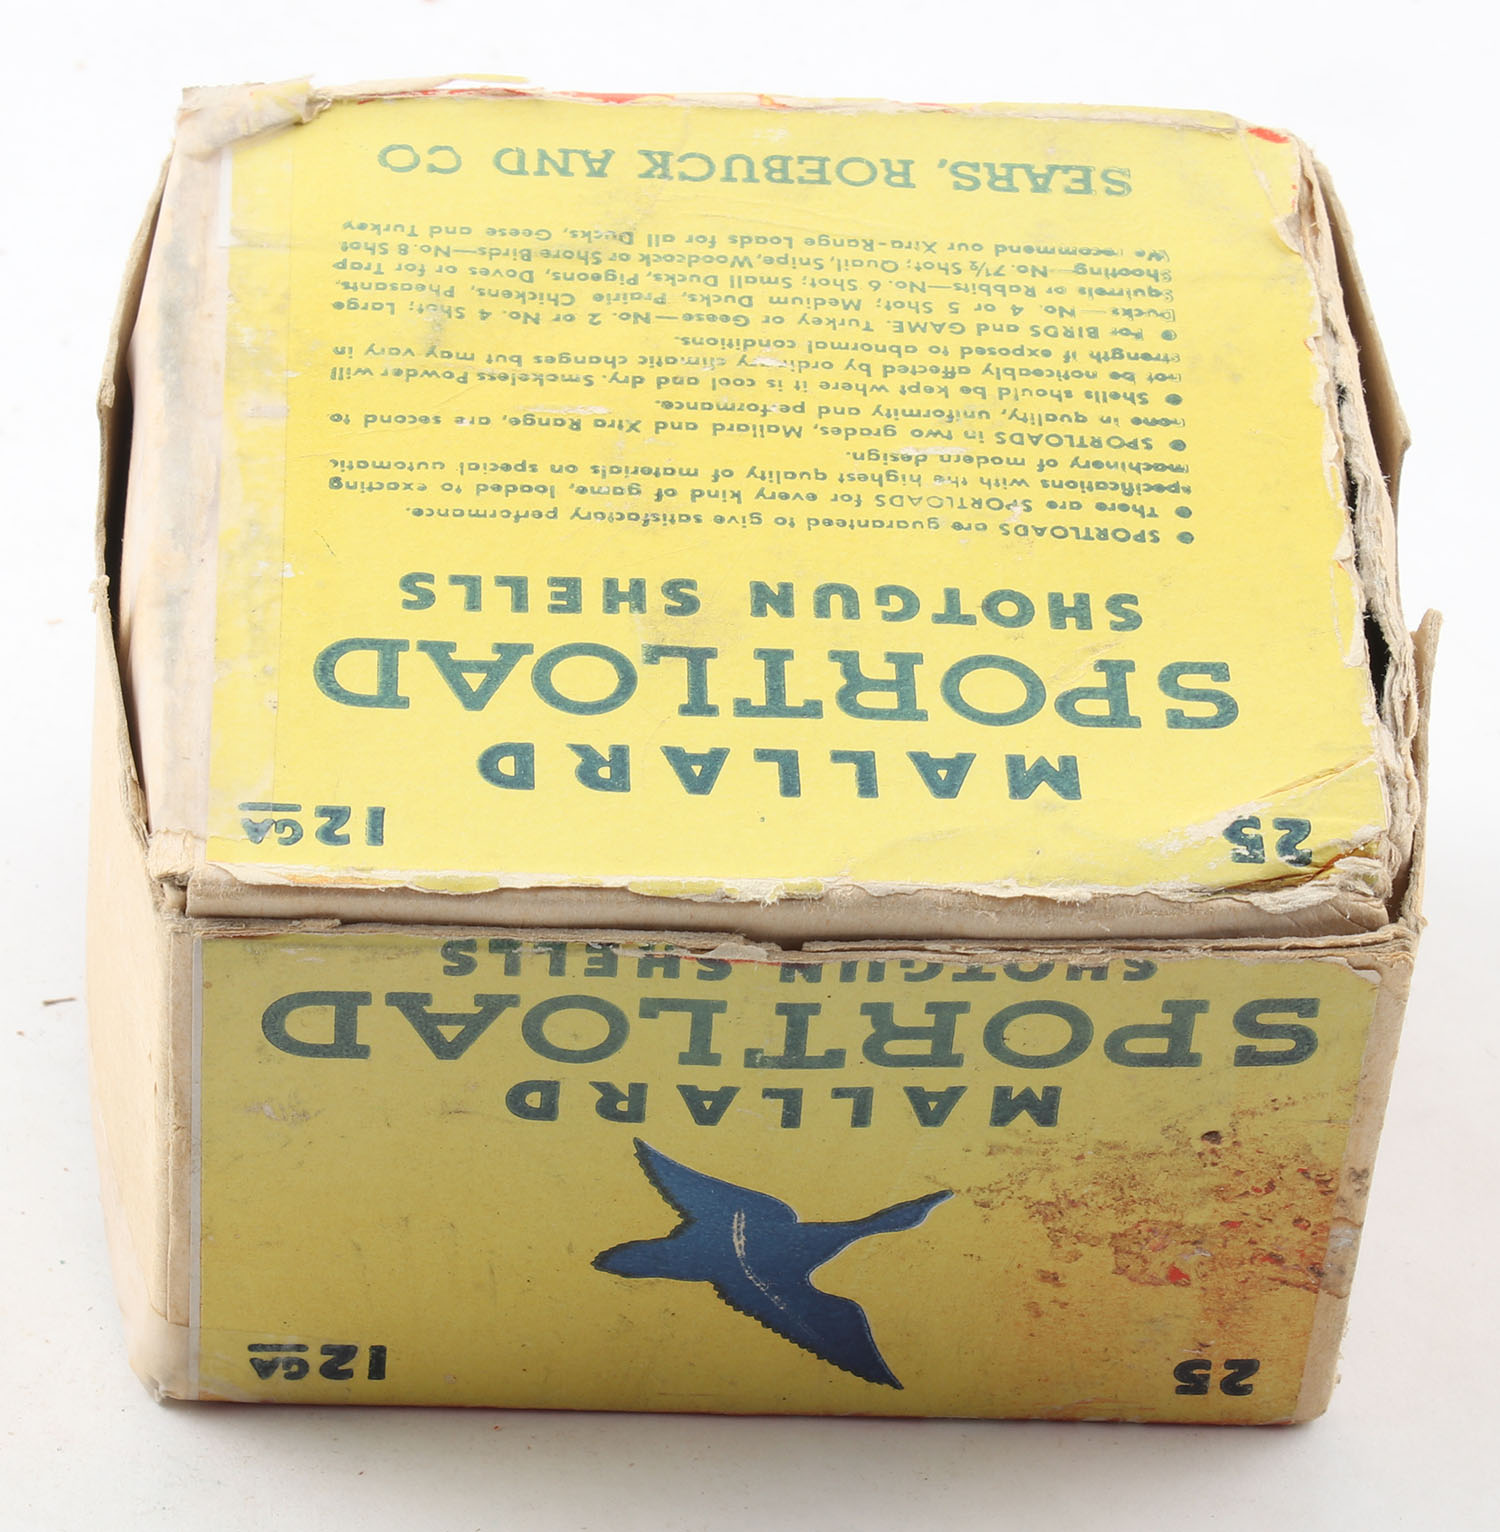 25 12 GA
MALLARD
SPORTLOAD
SHOTGUN SHELLS
25 12 GA
MALLARD
SPORTLOAD
SHOTGUN SHELLS
• SPORTLOADS are guaranteed to give satisfactory performance.
• There are SPORTLOADS for every kind of game, loaded to exacting
specifications with the highest quality of materials on special automatic
machinery of modern design.
• SPORTLOADS in two grades, Mallard and Xtra Range, are second to
none in quality, uniformity and performance.
• Shells should be kept where it is cool and dry. Smokeless Powder will
not be noticeably affected by ordinary climatic changes but may vary in
strength if exposed to abnormal conditions.
• For BIRDS and GAME. Turkey or Geese—No. 2 or No. 4 Shot; Large
Ducks—No. 4 or 5 Shot; Medium Ducks, Prairie Chickens, Pheasants,
Squirrels or Rabbits—No. 6 Shot; Small Ducks, Pigeons, Doves or for Trap
Shooting—No. 7½ Shot; Quail, Snipe, Woodcock or Shore Birds—No. 8 Shot.
We recommend our Xtra-Range Loads for all Ducks, Geese and Turkey
SEARS, ROEBUCK AND CO